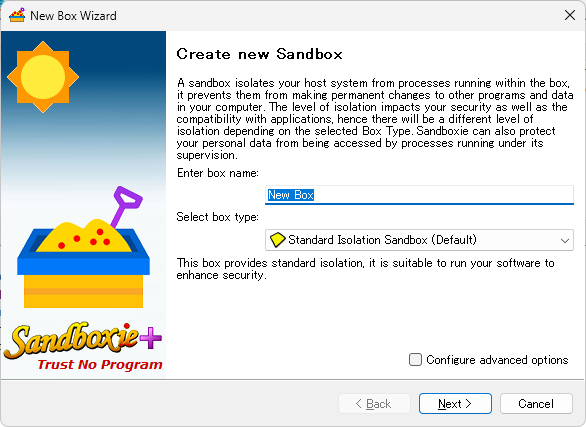 New Box Wizard
Create new Sandbox
A sandbox isolates your host system from processes running within the box,
it prevents them from making permanent changes to other programs and data
in your computer. The level of isolation impacts your security as well as the
compatibility with applications, hence there will be a different level of
isolation depending on the selected Box Type. Sandboxie can also protect
your personal data from being accessed by processes running under its
supervision.
Enter box name:
New Box
Select box type:
Standard Isolation Sandbox (Default)
This box provides standard isolation, it is suitable to run your software to
enhance security.
Sandboxie+
Trust No Program
Configure advanced options
< Back
Next >
Cancel